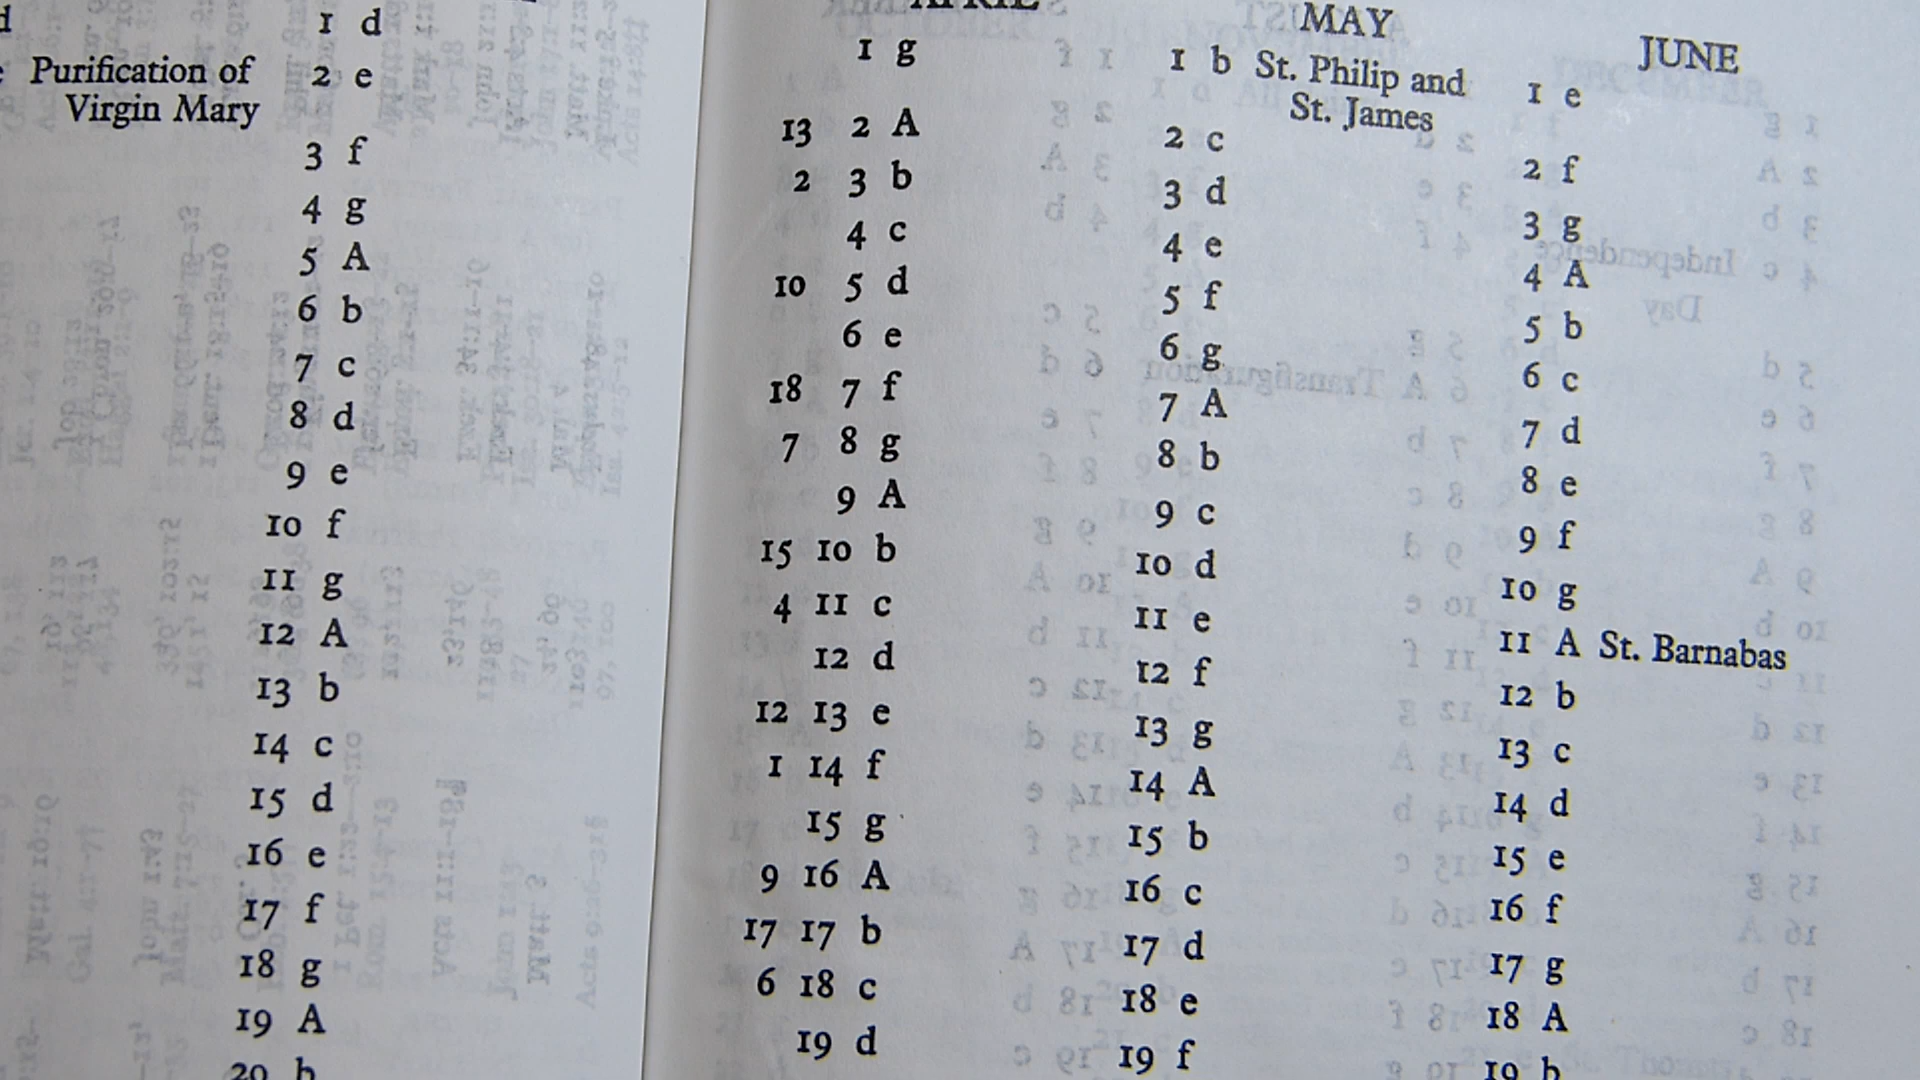 d
1 d
Purification of
Virgin Mary
2 e
3 f
4 g
5 A
6 b
7 c
8 d
9 e
10 f
11 g
12 A
13 b
14 c
15 d
16 e
17 f
18 g
19 A
20 b
APRIL
1 g
13 2 A
2 3 b
4 c
10 5 d
6 e
18 7 f
7 8 g
9 A
15 10 b
4 11 c
12 d
12 13 e
1 14 f
15 g
9 16 A
17 17 b
6 18 c
19 d
MAY
1 b St. Philip and
St. James
2 c
3 d
4 e
5 f
6 g
7 A
8 b
9 c
10 d
11 e
12 f
13 g
14 A
15 b
16 c
17 d
18 e
19 f
JUNE
1 e
2 f
3 g
4 A
5 b
6 c
7 d
8 e
9 f
10 g
11 A St. Barnabas
12 b
13 c
14 d
15 e
16 f
17 g
18 A
19 b